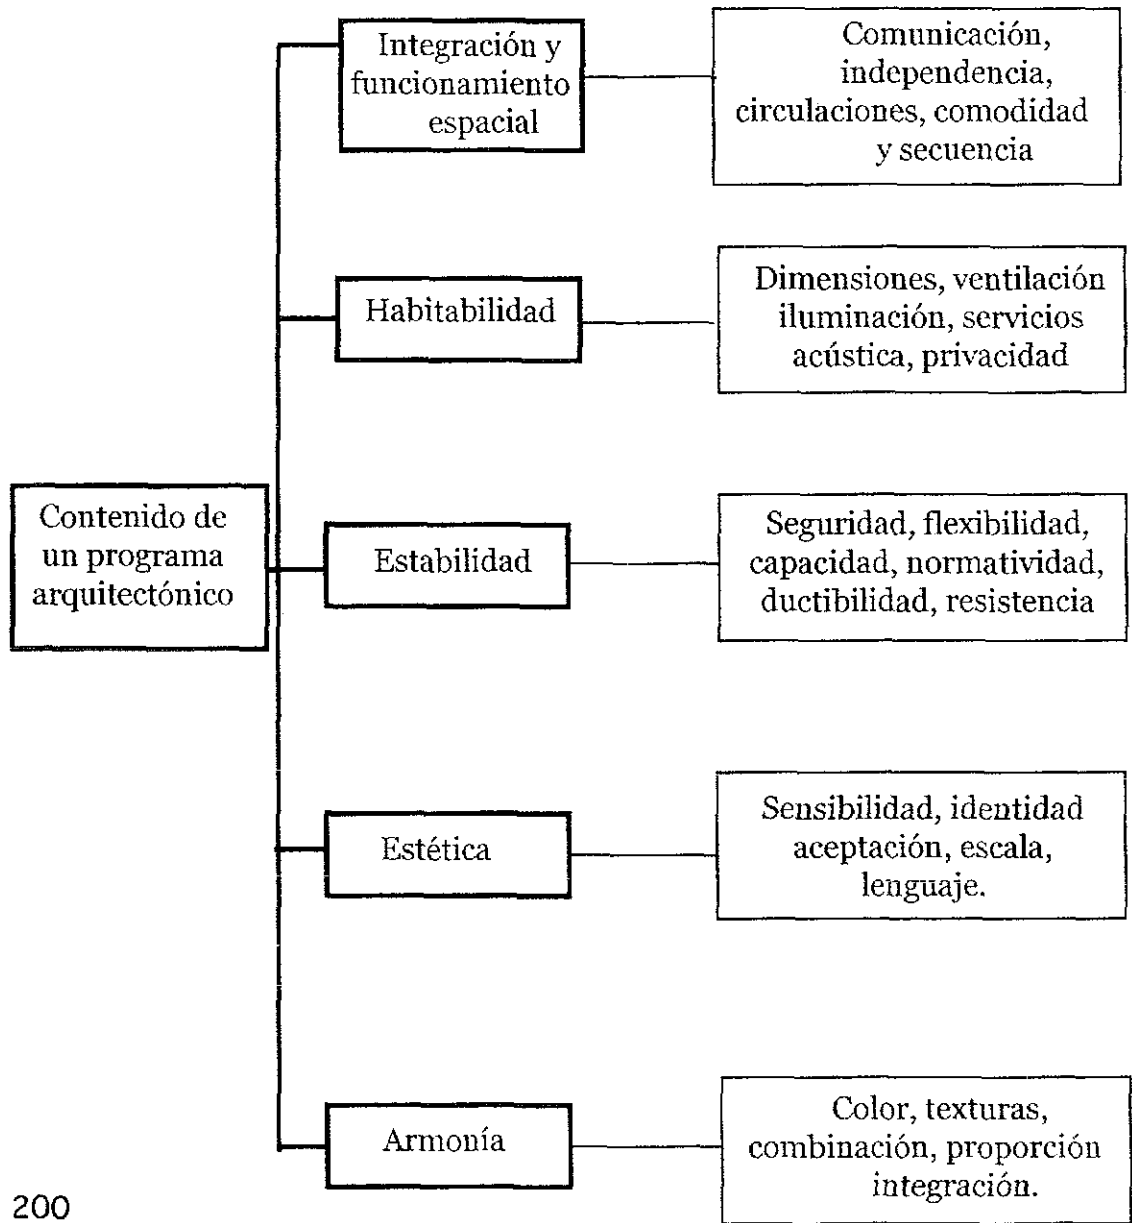 Integración y
funcionamiento
espacial
Comunicación,
independencia,
circulaciones, comodidad
y secuencia
Habitabilidad
Dimensiones, ventilación
iluminación, servicios
acústica, privacidad
Contenido de
un programa
arquitectónico
Estabilidad
Seguridad, flexibilidad,
capacidad, normatividad,
ductibilidad, resistencia
Estética
Sensibilidad, identidad
aceptación, escala,
lenguaje.
Armonía
Color, texturas,
combinación, proporción
integración.
200